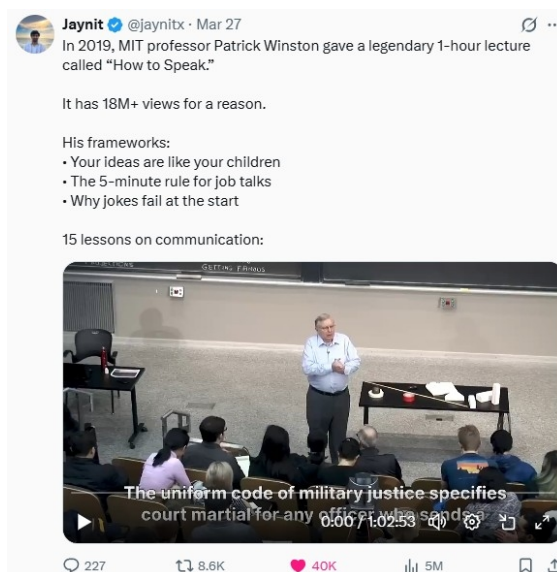 Jaynit @jaynitx · Mar 27
In 2019, MIT professor Patrick Winston gave a legendary 1-hour lecture
called “How to Speak.”
It has 18M+ views for a reason.
His frameworks:
• Your ideas are like your children
• The 5-minute rule for job talks
• Why jokes fail at the start
15 lessons on communication:
GETTING FAMOUS
The uniform code of military justice specifies
court martial for any officer who sends a
0:00 / 1:02:53
227 8.6K 40K 5M